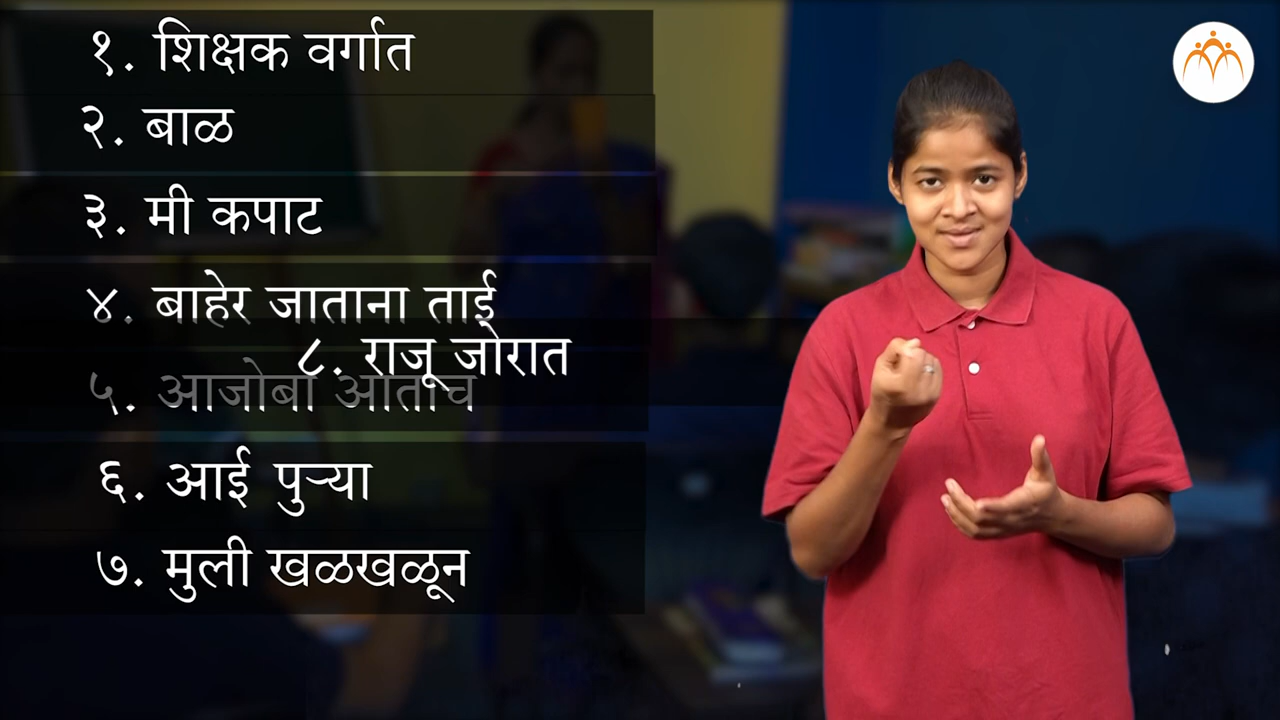 १. शिक्षक वर्गात
२. बाळ
३. मी कपाट
४. बाहेर जाताना ताई
८. राजू जोरात
५. आजोबा आताच
६. आई पुऱ्या
७. मुली खळखळून